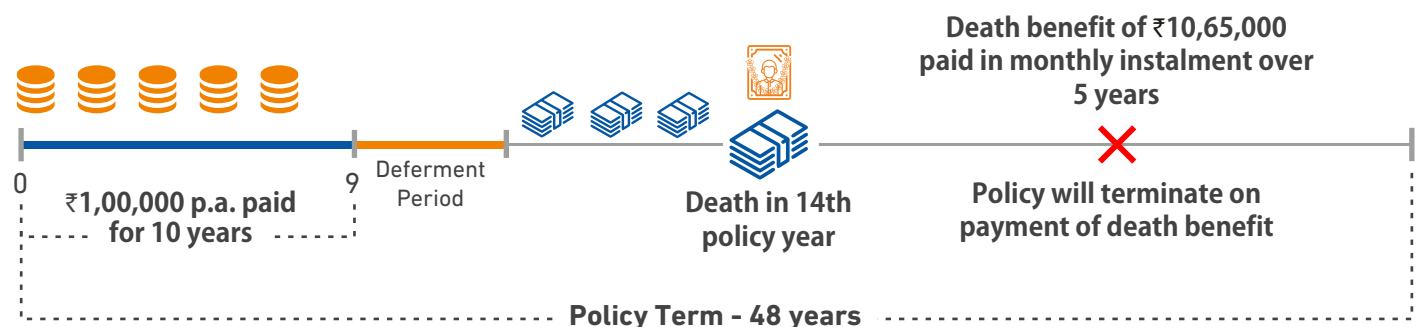 Death benefit of ₹10,65,000
paid in monthly instalment over
5 years
0
9
₹1,00,000 p.a. paid
for 10 years
Deferment
Period
Death in 14th
policy year
Policy will terminate on
payment of death benefit
Policy Term - 48 years